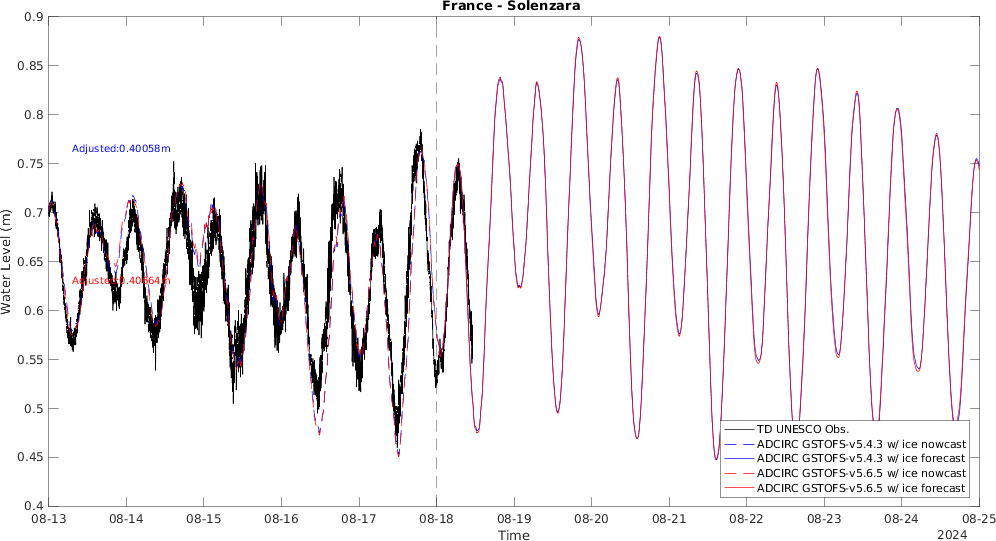 France - Solenzara
0.9
0.85
0.8
0.75
0.7
0.65
0.6
0.55
0.5
0.45
0.4
Water Level (m)
Adjusted:0.40058m
Adjusted:0.40664m
TD UNESCO Obs.
ADCIRC GSTOFS-v5.4.3 w/ ice nowcast
ADCIRC GSTOFS-v5.4.3 w/ ice forecast
ADCIRC GSTOFS-v5.6.5 w/ ice nowcast
ADCIRC GSTOFS-v5.6.5 w/ ice forecast
08-13 08-14 08-15 08-16 08-17 08-18 08-19 08-20 08-21 08-22 08-23 08-24 08-25
Time
2024